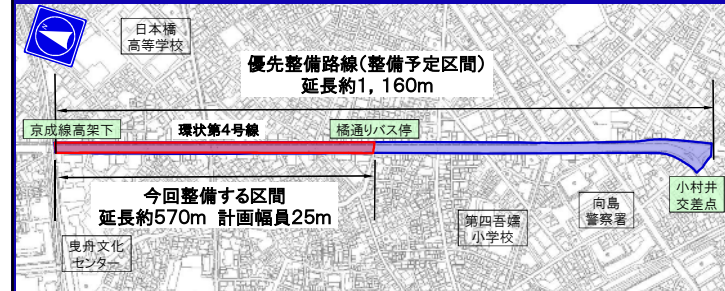 日本橋
高等学校
優先整備路線(整備予定区間)
延長約1,160m
京成線高架下
環状第4号線
橘通りバス停
今回整備する区間
延長約570m 計画幅員25m
小村井
交差点
向島
警察署
第四吾嬬
小学校
曳舟文化
センター